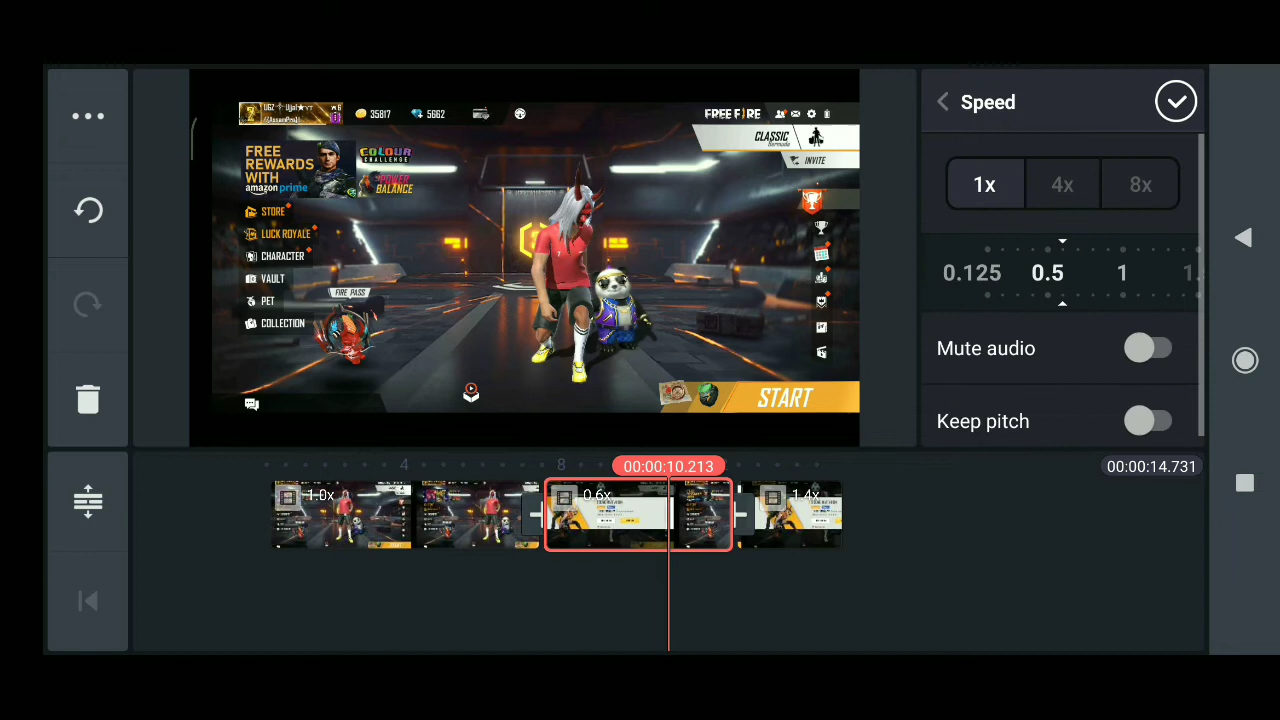 Speed
1x 4x 8x
0.125 0.5 1 1.
Mute audio
Keep pitch
35817 5662
FREE FIRE
CLASSIC
Bermuda
INVITE
FREE
REWARDS
WITH
amazon prime
COLOUR
CHALLENGE
POWER
BALANCE
STORE
LUCK ROYALE
CHARACTER
VAULT
PET
COLLECTION
FIRE PASS
START
4 8 00:00:10.213 00:00:14.731
1.0x 0.6x 1.4x